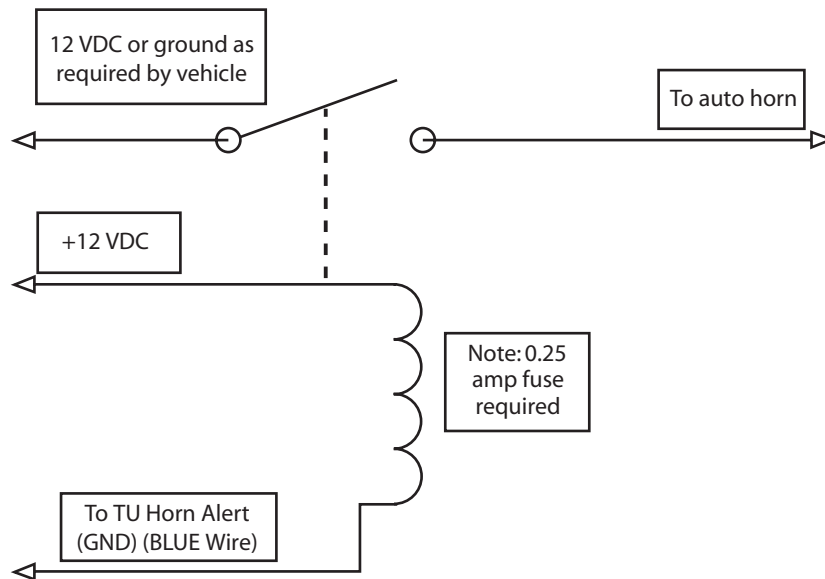 12 VDC or ground as
required by vehicle
To auto horn
+12 VDC
Note: 0.25
amp fuse
required
To TU Horn Alert
(GND) (BLUE Wire)